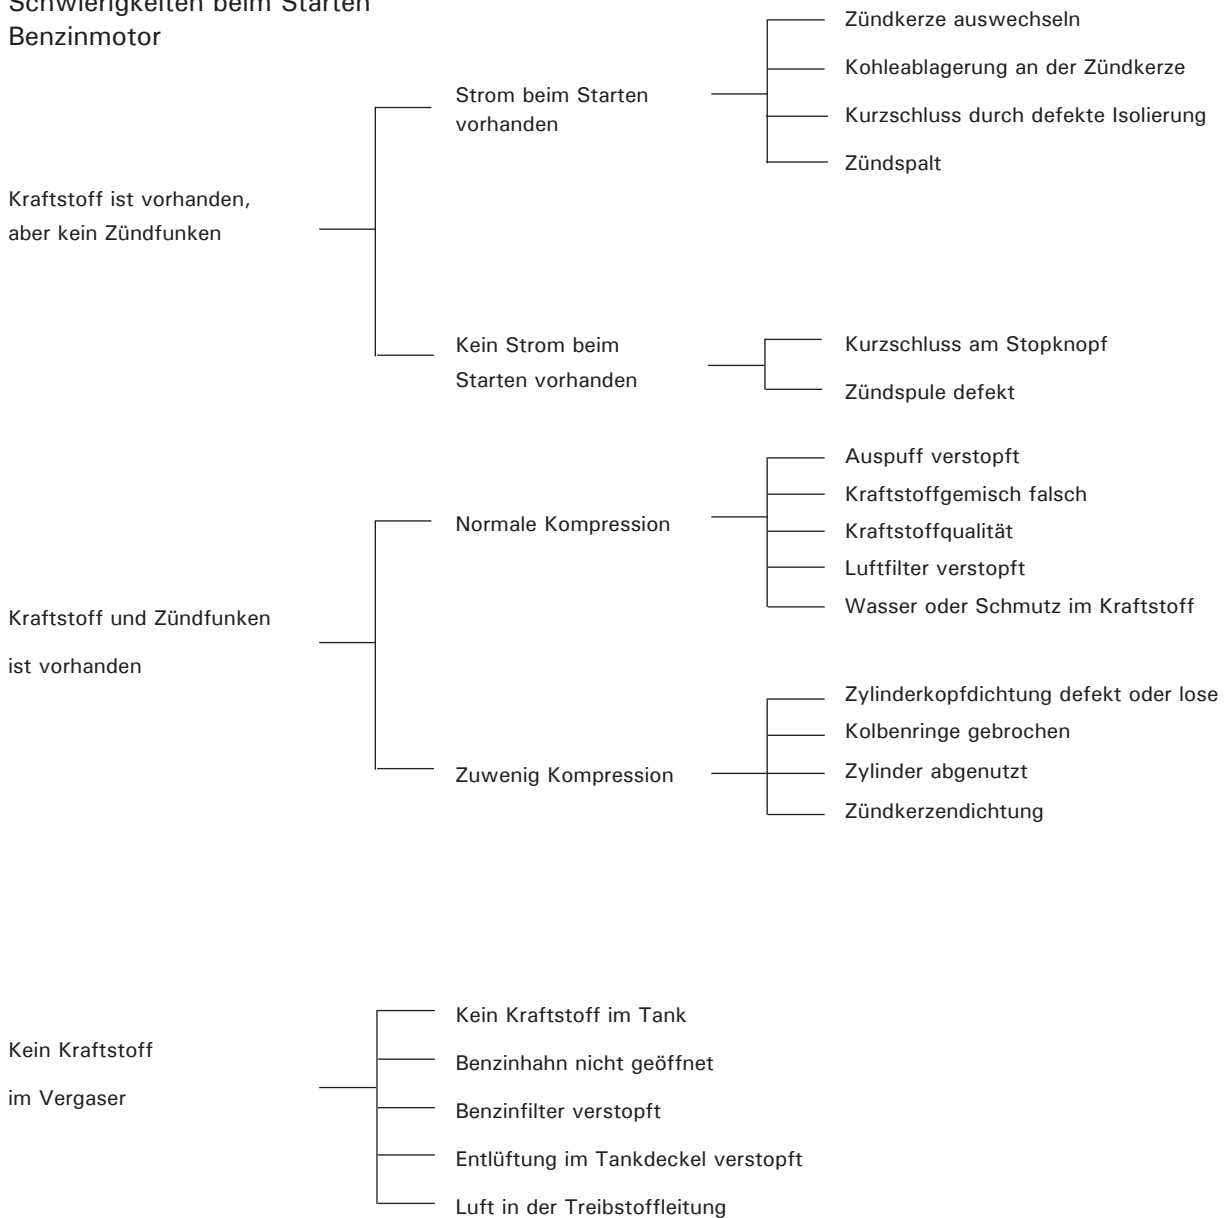 Schwierigkeiten beim Starten
Benzinmotor
Kraftstoff ist vorhanden,
aber kein Zündfunken
Strom beim Starten
vorhanden
Zündkerze auswechseln
Kohleablagerung an der Zündkerze
Kurzschluss durch defekte Isolierung
Zündspalt
Kein Strom beim
Starten vorhanden
Kurzschluss am Stopknopf
Zündspule defekt
Kraftstoff und Zündfunken
ist vorhanden
Normale Kompression
Auspuff verstopft
Kraftstoffgemisch falsch
Kraftstoffqualität
Luftfilter verstopft
Wasser oder Schmutz im Kraftstoff
Zuwenig Kompression
Zylinderkopfdichtung defekt oder lose
Kolbenringe gebrochen
Zylinder abgenutzt
Zündkerzendichtung
Kein Kraftstoff
im Vergaser
Kein Kraftstoff im Tank
Benzinhahn nicht geöffnet
Benzinfilter verstopft
Entlüftung im Tankdeckel verstopft
Luft in der Treibstoffleitung